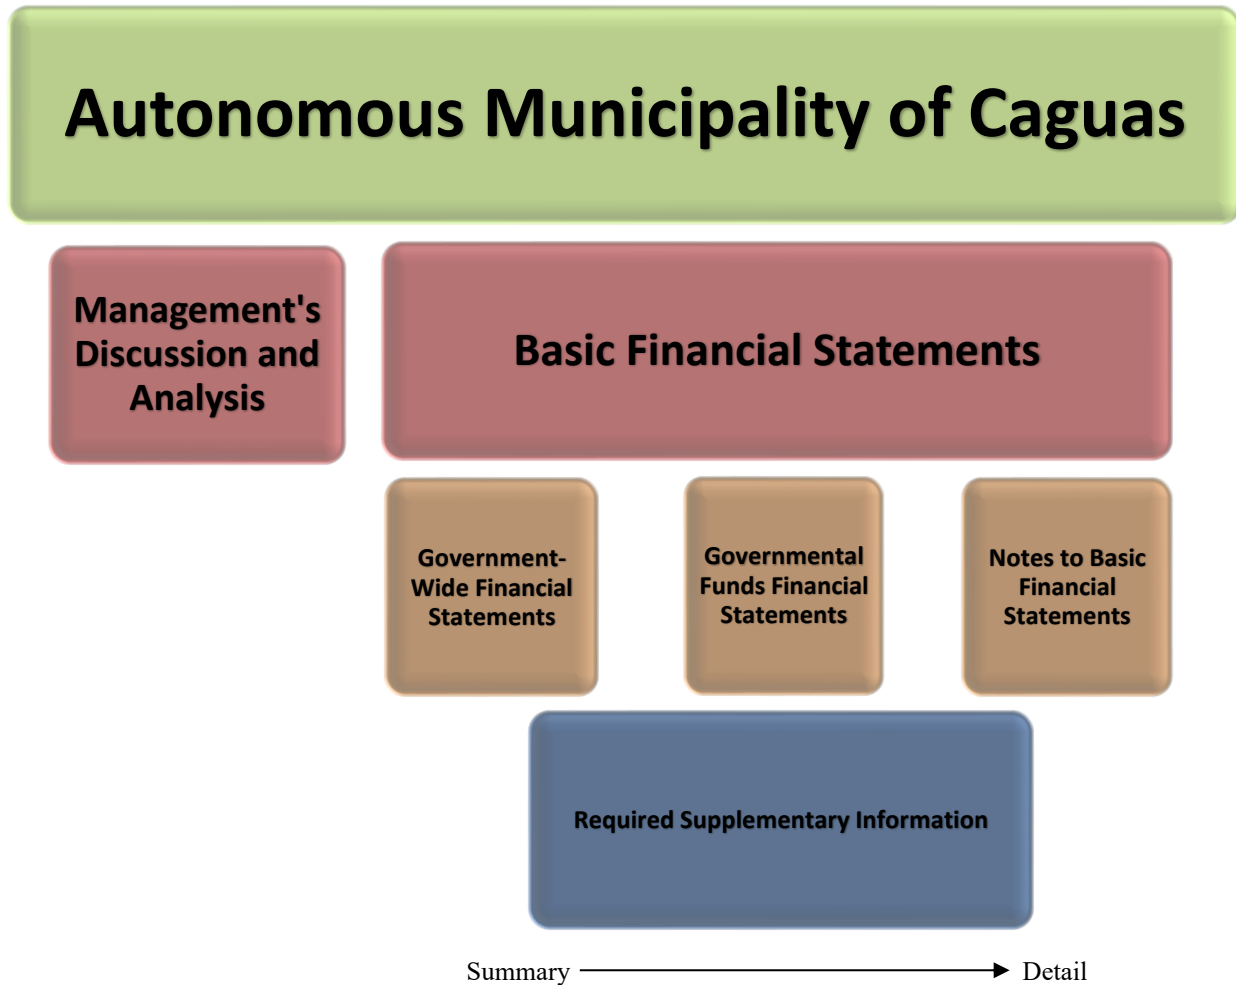 Autonomous Municipality of Caguas
Management's
Discussion and
Analysis
Basic Financial Statements
Government-
Wide Financial
Statements
Governmental
Funds Financial
Statements
Notes to Basic
Financial
Statements
Required Supplementary Information
Summary
Detail